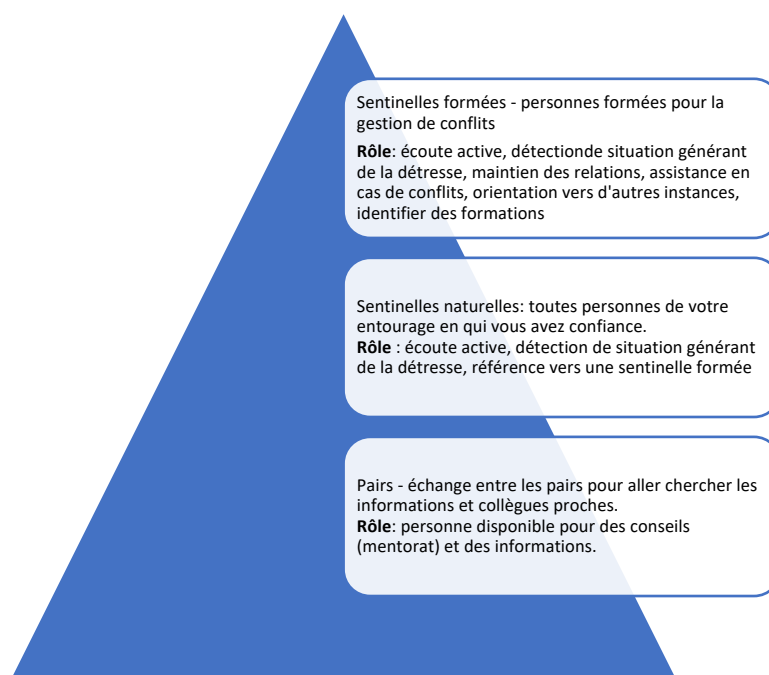 Sentinelles formées - personnes formées pour la
gestion de conflits
Rôle: écoute active, détectionde situation générant
de la détresse, maintien des relations, assistance en
cas de conflits, orientation vers d'autres instances,
identifier des formations
Sentinelles naturelles: toutes personnes de votre
entourage en qui vous avez confiance.
Rôle : écoute active, détection de situation générant
de la détresse, référence vers une sentinelle formée
Pairs - échange entre les pairs pour aller chercher les
informations et collègues proches.
Rôle: personne disponible pour des conseils
(mentorat) et des informations.